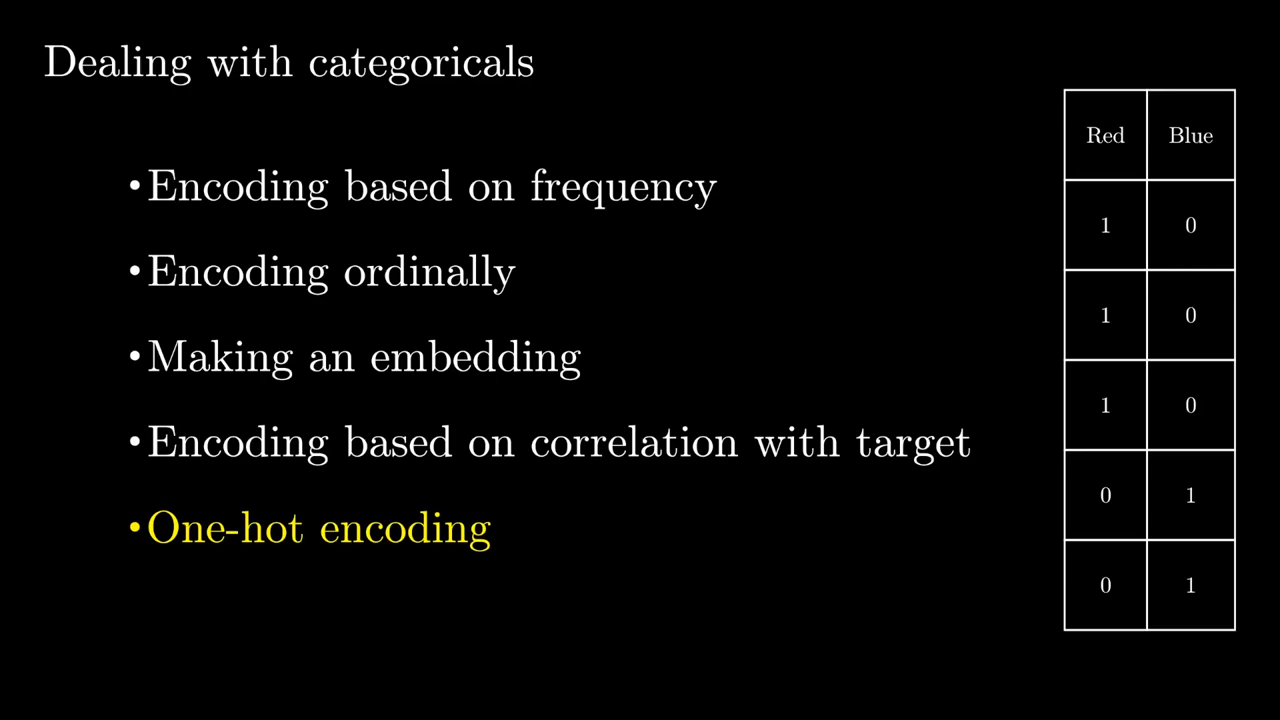 Dealing with categoricals
•Encoding based on frequency
•Encoding ordinally
•Making an embedding
•Encoding based on correlation with target
•One-hot encoding
Red Blue
1 0
1 0
1 0
0 1
0 1